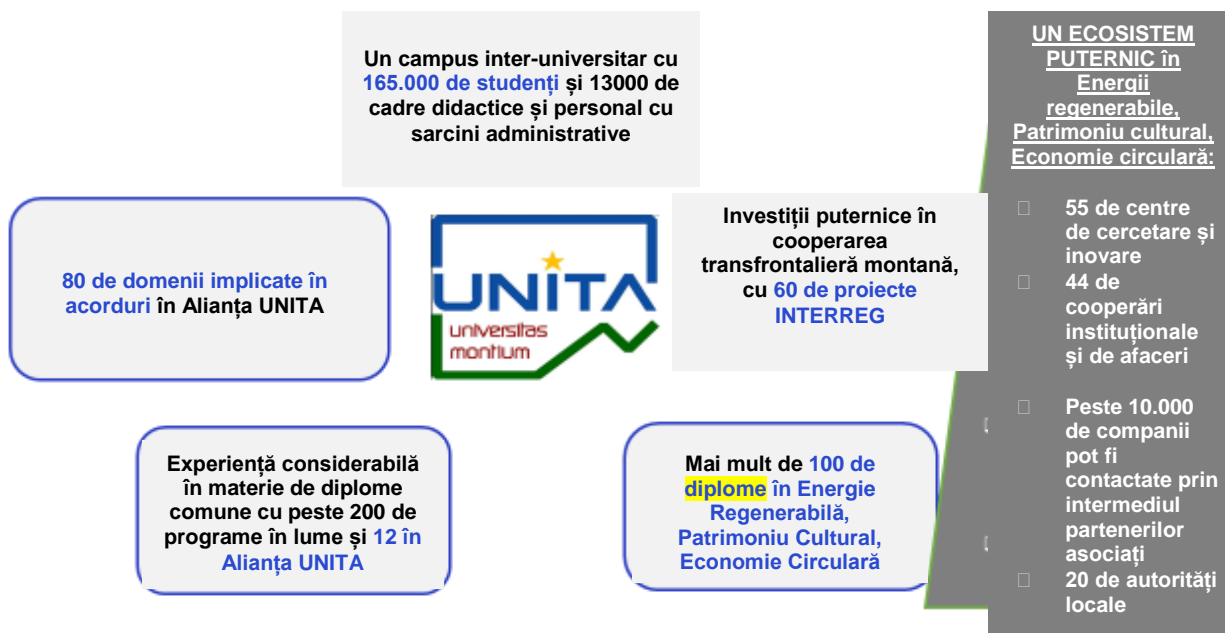 Un campus inter-universitar cu
165.000 de studenți și 13000 de
cadre didactice și personal cu
sarcini administrative
80 de domenii implicate în
acorduri în Alianța UNITA
UNITA
universitas
montium
Investiții puternice în
cooperarea
transfrontalieră montană,
cu 60 de proiecte
INTERREG
Experiență considerabilă
în materie de diplome
comune cu peste 200 de
programe în lume și 12 în
Alianța UNITA
Mai mult de 100 de
diplome în Energie
Regenerabilă,
Patrimoniu Cultural,
Economie Circulară
UN ECOSISTEM
PUTERNIC în
Energii
regenerabile,
Patrimoniu cultural,
Economie circulară:
55 de centre
de cercetare și
inovare
44 de
cooperări
instituționale
și de afaceri
Peste 10.000
de companii
pot fi
contactate prin
intermediul
partenerilor
asociați
20 de autorități
locale